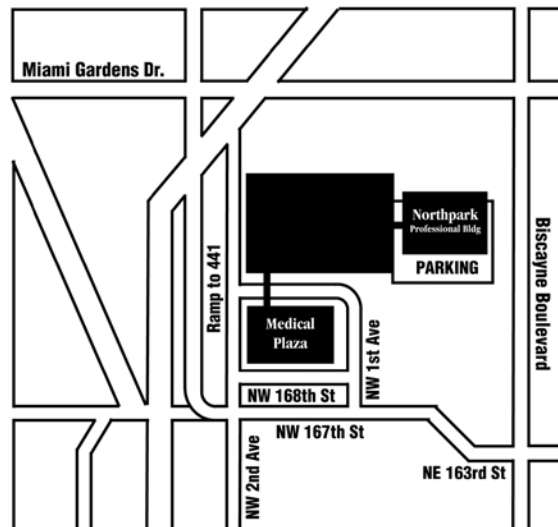 Miami Gardens Dr.
Northpark
Professional Bldg
PARKING
Ramp to 441
Biscayne Boulevard
Medical
Plaza
NW 1st Ave
NW 168th St
NW 167th St
NE 163rd St
NW 2nd Ave